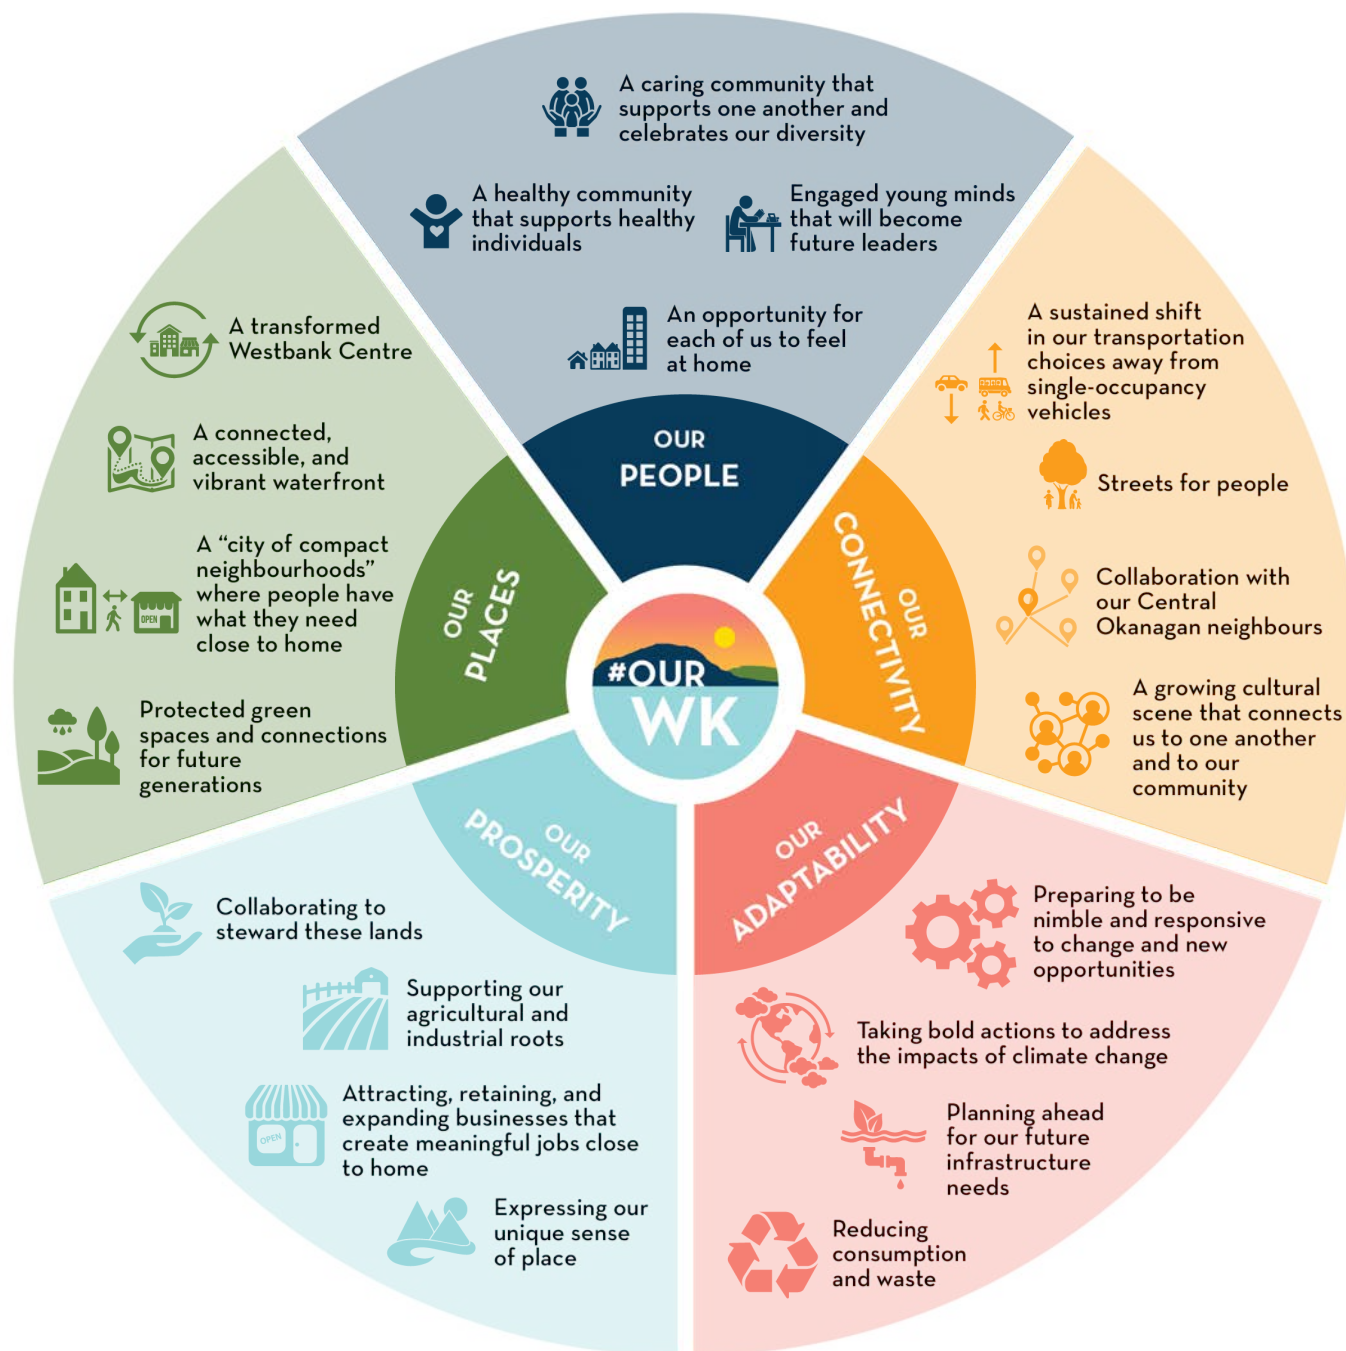 A caring community that
supports one another and
celebrates our diversity
A healthy community
that supports healthy
individuals
Engaged young minds
that will become
future leaders
An opportunity for
each of us to feel
at home
OUR
PEOPLE
A sustained shift
in our transportation
choices away from
single-occupancy
vehicles
Streets for people
Collaboration with
our Central
Okanagan neighbours
A growing cultural
scene that connects
us to one another
and to our
community
OUR
CONNECTIVITY
Preparing to be
nimble and responsive
to change and new
opportunities
Taking bold actions to address
the impacts of climate change
Planning ahead
for our future
infrastructure
needs
Reducing
consumption
and waste
OUR
ADAPTABILITY
OUR
PROSPERITY
Collaborating to
steward these lands
Supporting our
agricultural and
industrial roots
OPEN
Attracting, retaining, and
expanding businesses that
create meaningful jobs close
to home
Expressing our
unique sense
of place
OUR
PLACES
A transformed
Westbank Centre
A connected,
accessible, and
vibrant waterfront
OPEN
A “city of compact
neighbourhoods”
where people have
what they need
close to home
Protected green
spaces and connections
for future
generations
#OUR
WK